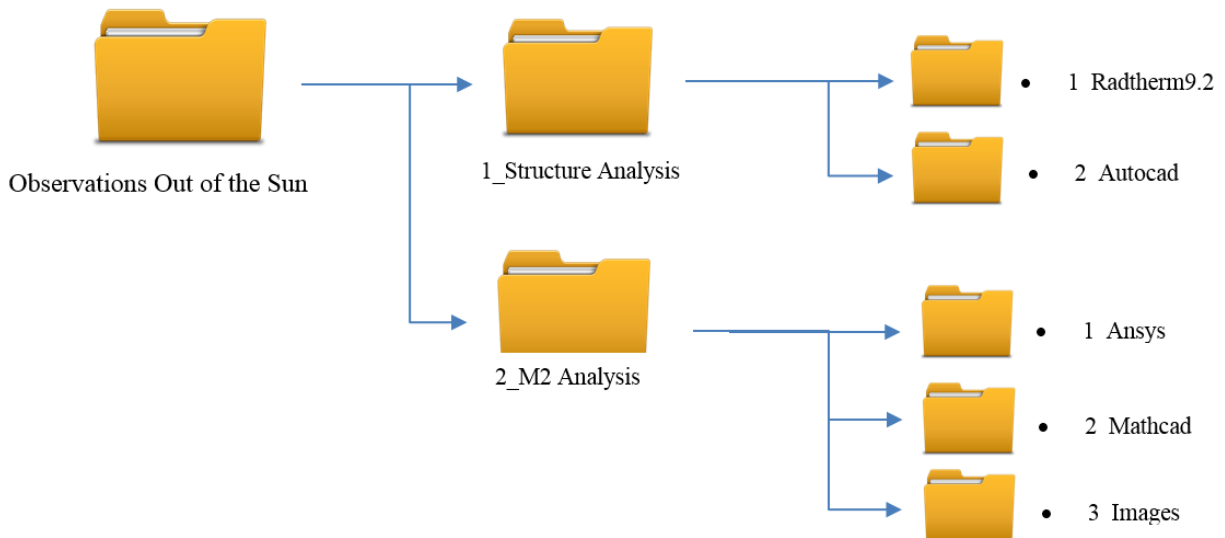 Observations Out of the Sun
1_Structure Analysis
• 1 Radtherm9.2
• 2 Autocad
2_M2 Analysis
• 1 Ansys
• 2 Mathcad
• 3 Images